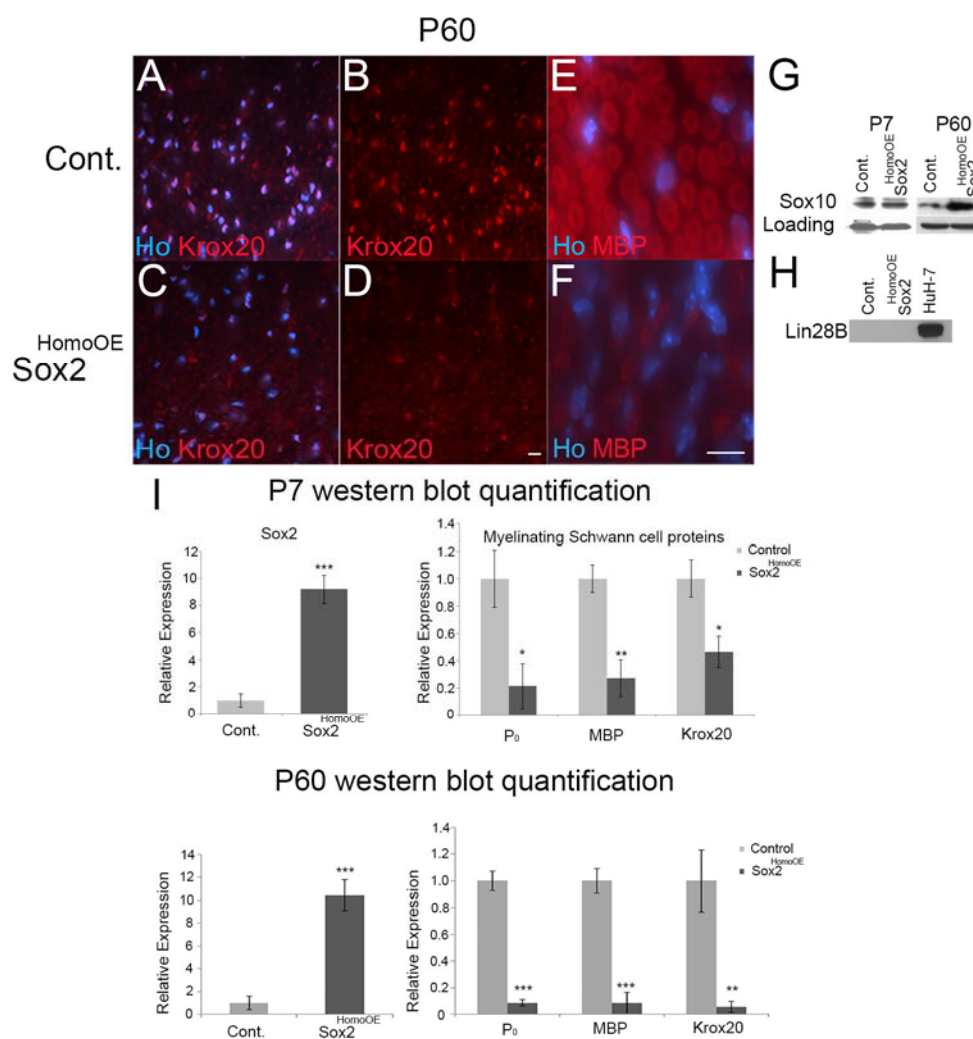 P60
A
B
E
G
Cont.
Ho Krox20
Krox20
Ho MBP
P7
P60
Cont.
HomoOE
Sox2
Cont.
HomoOE
Sox2
Sox10
Loading
C
D
F
H
HomoOE
Sox2
Ho Krox20
Krox20
Ho MBP
Cont.
HomoOE
Sox2
HuH-7
Lin28B
I
P7 western blot quantification
Sox2
Relative Expression
12
10
8
6
4
2
0
***
Cont.
HomoOE
Sox2
Myelinating Schwann cell proteins
Control
HomoOE
Sox2
Relative Expression
1.4
1.2
1.0
0.8
0.6
0.4
0.2
0
*
**
*
P0
MBP
Krox20
P60 western blot quantification
Relative Expression
14
12
10
8
6
4
2
0
***
Cont.
HomoOE
Sox2
Control
HomoOE
Sox2
Relative Expression
1.4
1.2
1.0
0.8
0.6
0.4
0.2
0
***
***
**
P0
MBP
Krox20